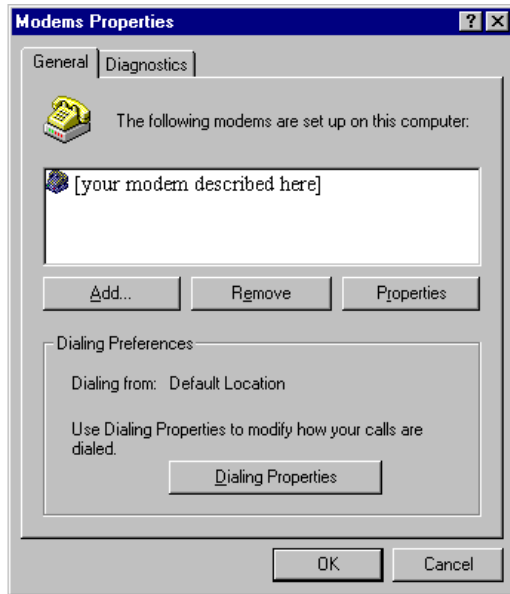 Modems Properties
General Diagnostics
The following modems are set up on this computer:
[your modem described here]
Add... Remove Properties
Dialing Preferences
Dialing from: Default Location
Use Dialing Properties to modify how your calls are
dialed.
Dialing Properties
OK Cancel